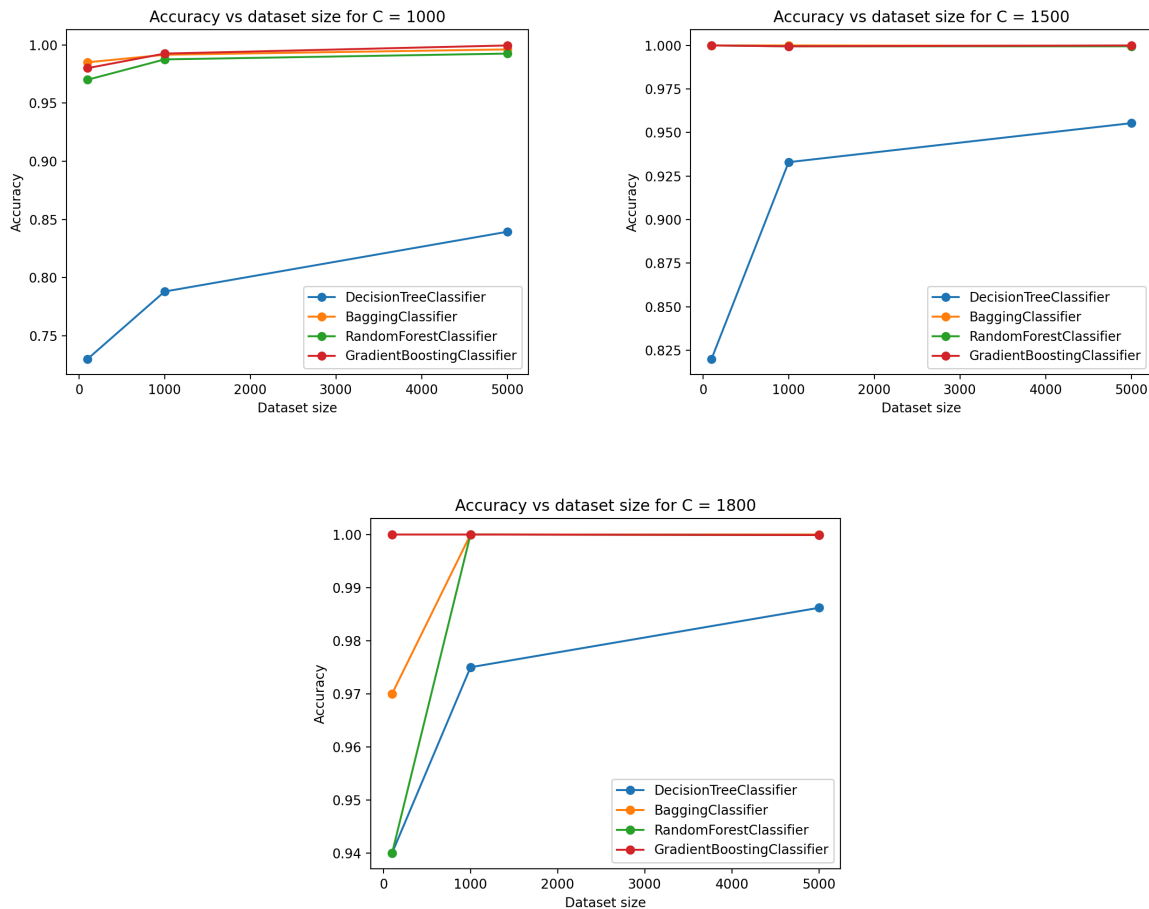 Accuracy vs dataset size for C = 1000
1.00
0.95
0.90
0.85
0.80
0.75
Accuracy
DecisionTreeClassifier
BaggingClassifier
RandomForestClassifier
GradientBoostingClassifier
0 1000 2000 3000 4000 5000
Dataset size
Accuracy vs dataset size for C = 1500
1.000
0.975
0.950
0.925
0.900
0.875
0.850
0.825
Accuracy
DecisionTreeClassifier
BaggingClassifier
RandomForestClassifier
GradientBoostingClassifier
0 1000 2000 3000 4000 5000
Dataset size
Accuracy vs dataset size for C = 1800
1.00
0.99
0.98
0.97
0.96
0.95
0.94
Accuracy
DecisionTreeClassifier
BaggingClassifier
RandomForestClassifier
GradientBoostingClassifier
0 1000 2000 3000 4000 5000
Dataset size